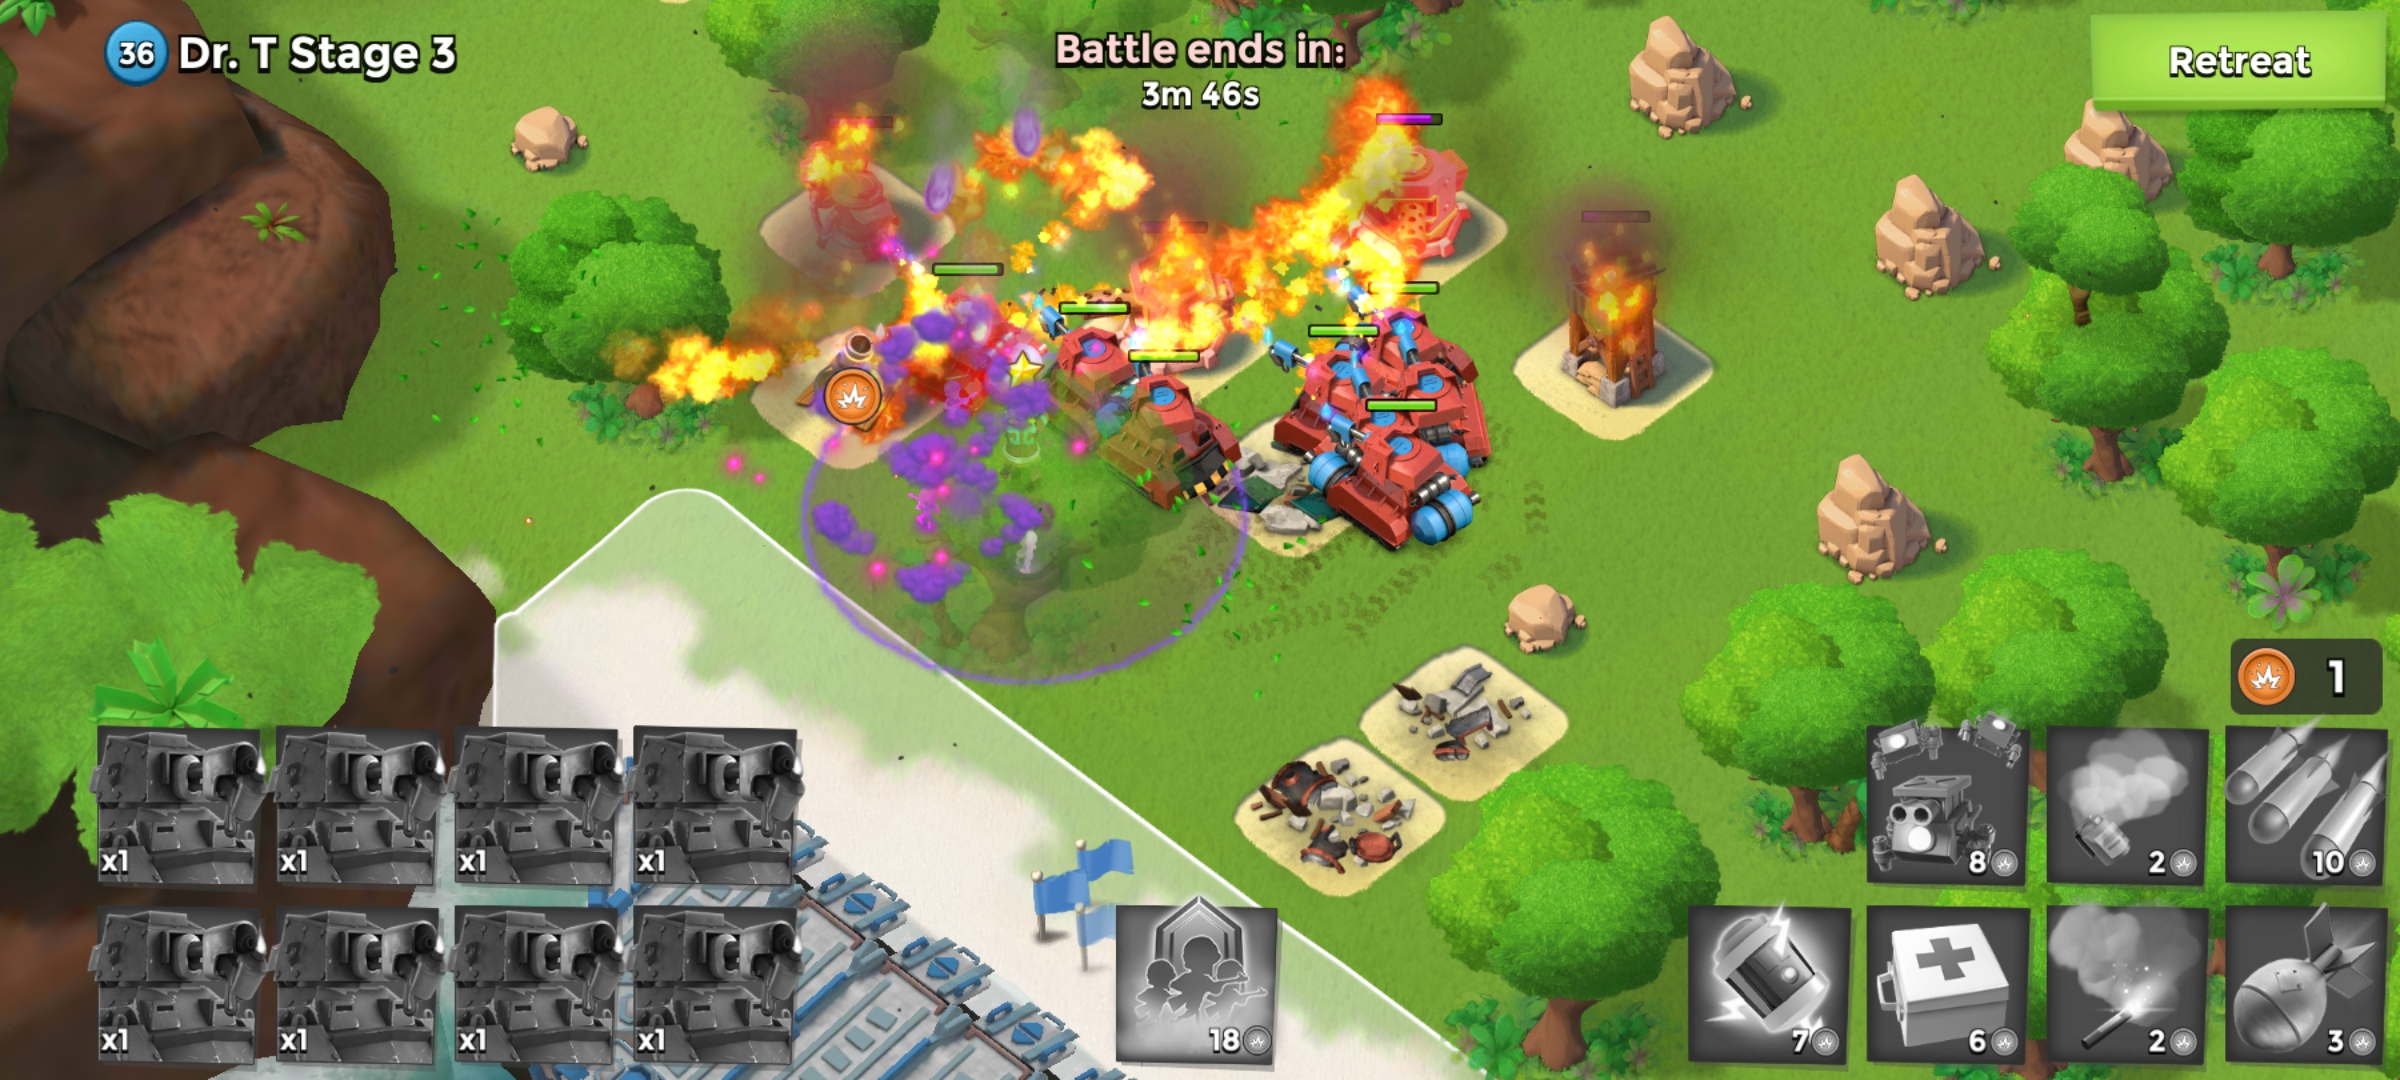 36 Dr. T Stage 3
Battle ends in:
3m 46s
Retreat
1
x1 x1 x1 x1
8 2 10
x1 x1 x1 x1
18
7 6 2 3